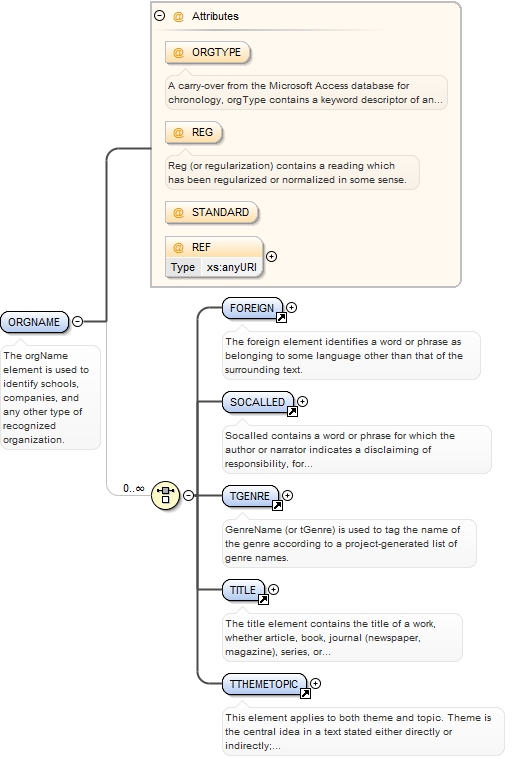 @ Attributes
@ ORGTYPE
A carry-over from the Microsoft Access database for
chronology, orgType contains a keyword descriptor of an...
@ REG
Reg (or regularization) contains a reading which
has been regularized or normalized in some sense.
@ STANDARD
@ REF
Type xs:anyURI
ORGNAME
The orgName
element is used to
identify schools,
companies, and
any other type of
recognized
organization.
0..∞
FOREIGN
The foreign element identifies a word or phrase as
belonging to some language other than that of the
surrounding text.
SOCALLED
Socalled contains a word or phrase for which the
author or narrator indicates a disclaiming of
responsibility, for...
TGENRE
GenreName (or tGenre) is used to tag the name of
the genre according to a project-generated list of
genre names.
TITLE
The title element contains the title of a work,
whether article, book, journal (newspaper,
magazine), series, or...
TTHEMETOPIC
This element applies to both theme and topic. Theme is
the central idea in a text stated either directly or
indirectly;...